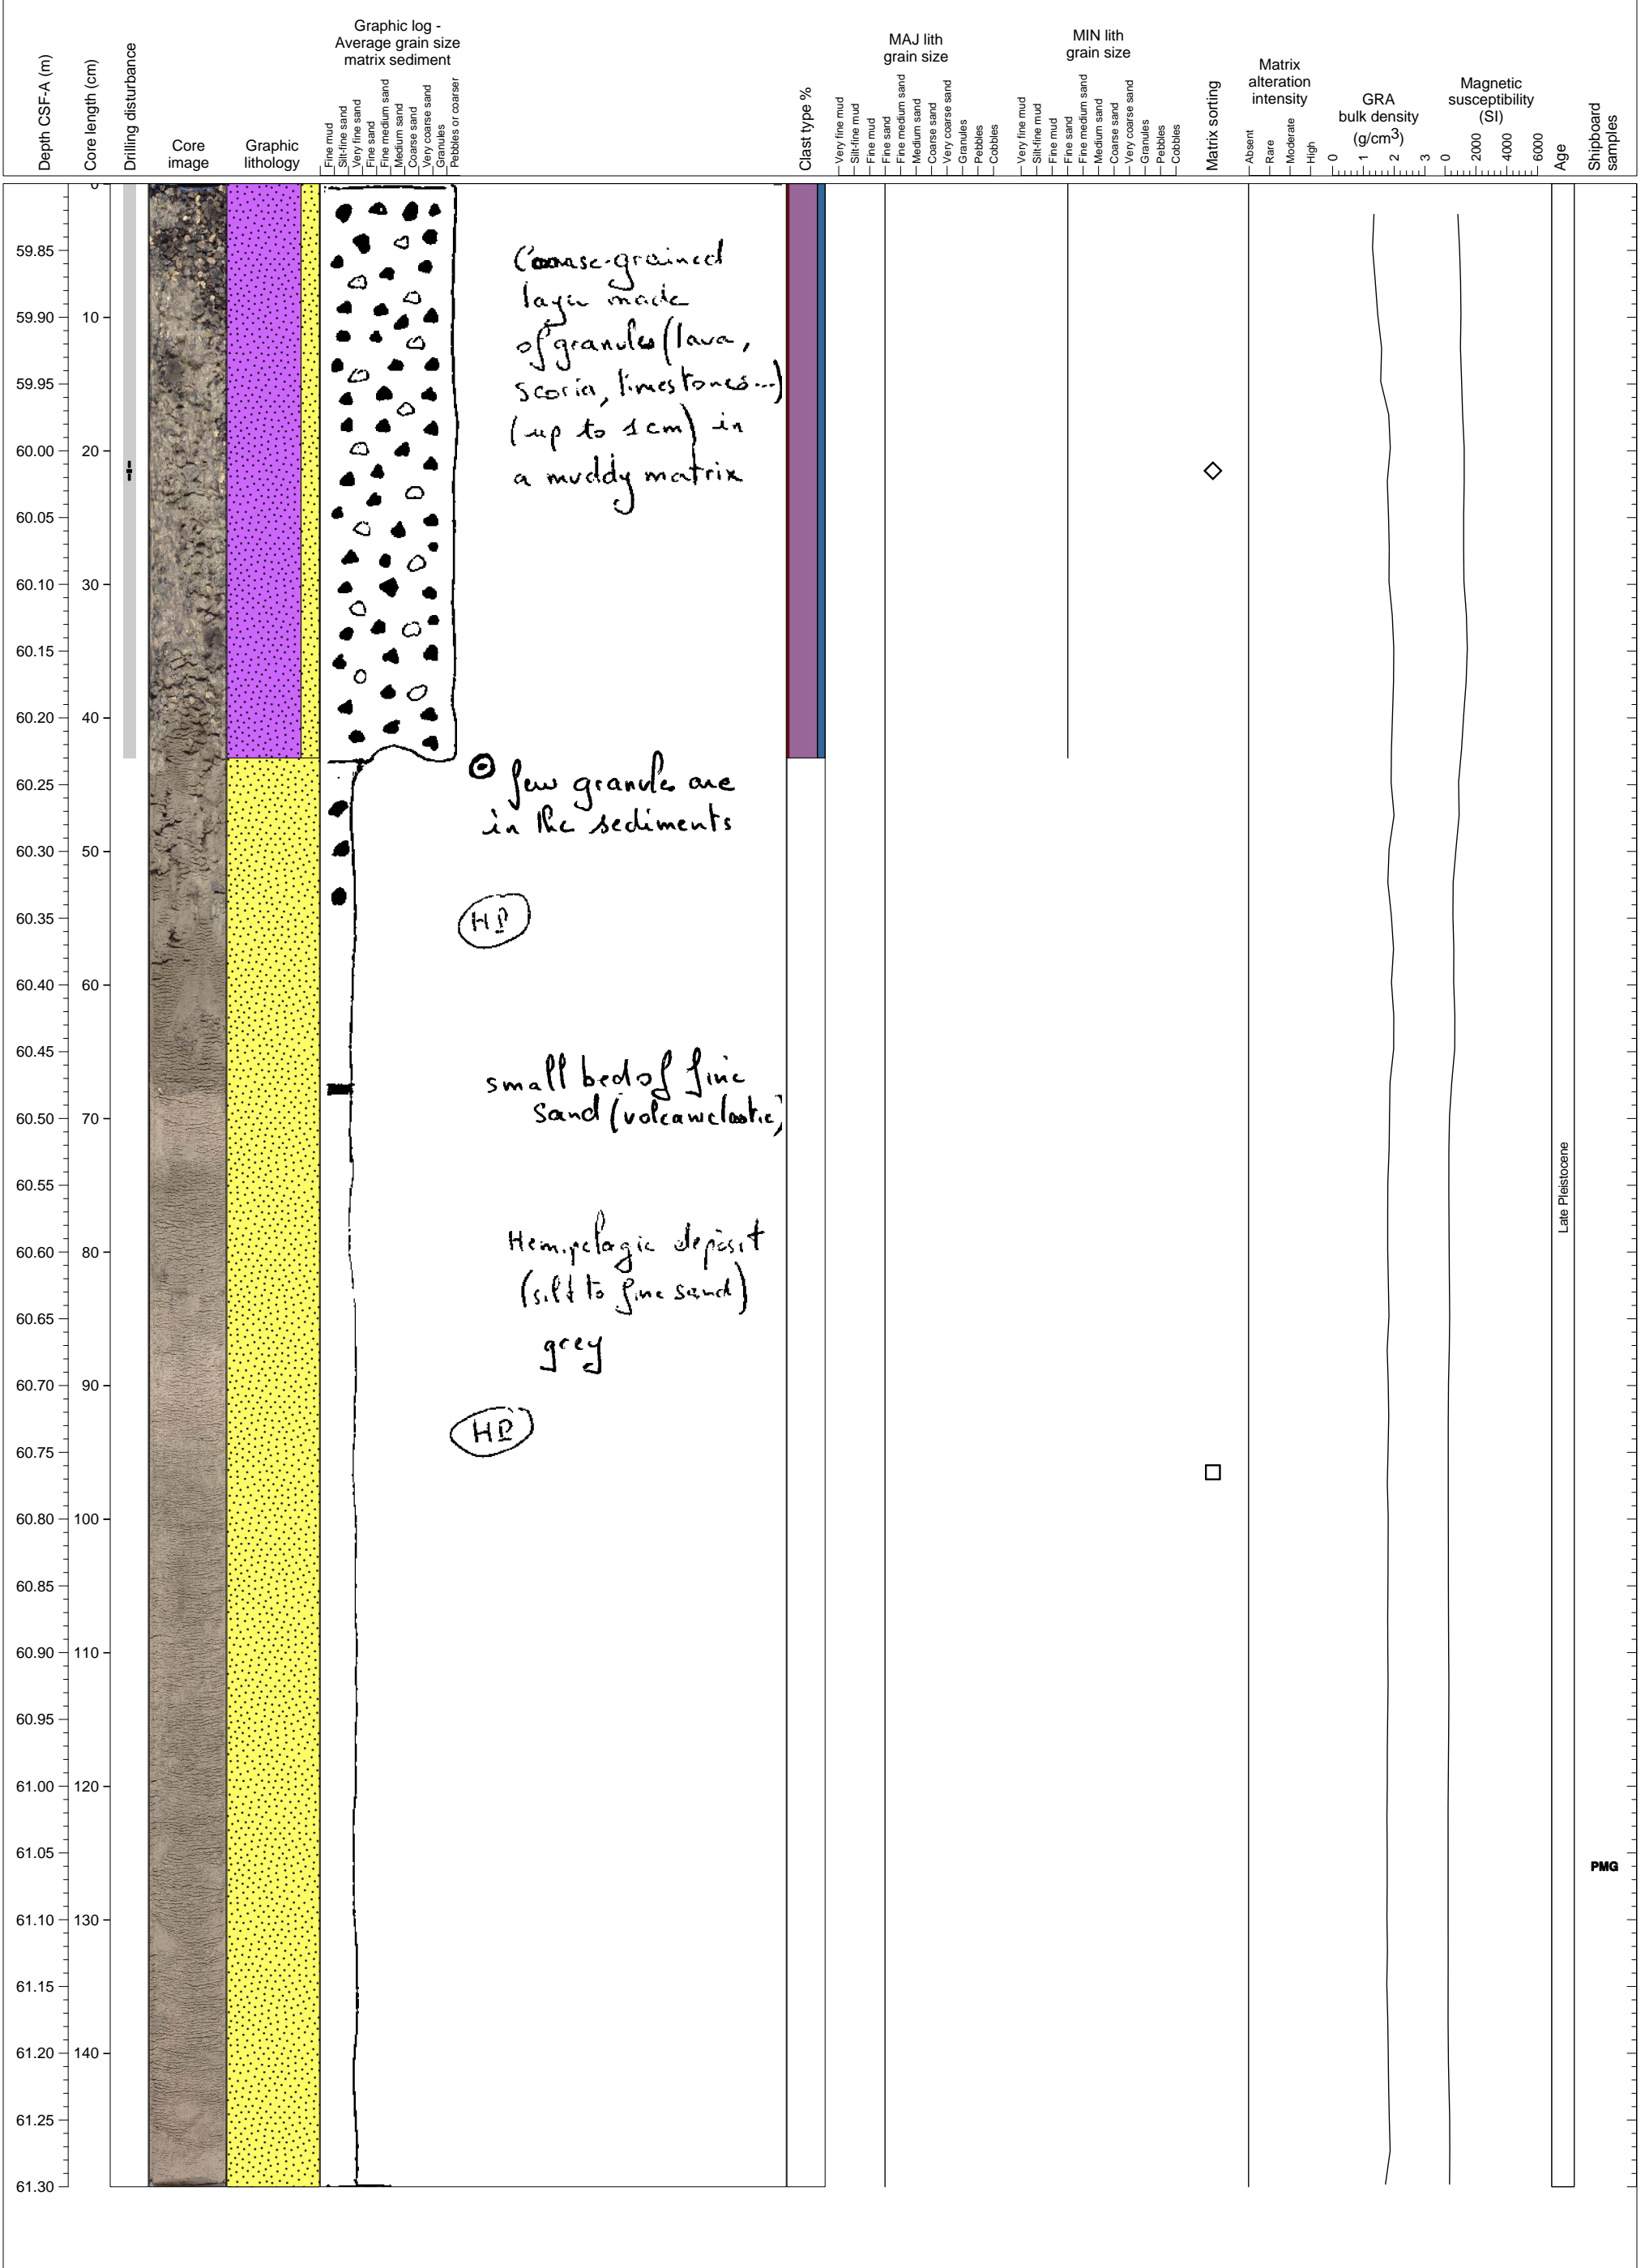 Depth CSF-A (m)
Core length (cm)
Drilling disturbance
Core
image
Graphic
lithology
Graphic log -
Average grain size
matrix sediment
Fine mud
Silt-fine sand
Very fine sand
Fine sand
Fine medium sand
Medium sand
Coarse sand
Very coarse sand
Granules
Pebbles or coarser
Clast type %
MAJ lith
grain size
Very fine mud
Silt-fine mud
Fine mud
Fine sand
Fine medium sand
Medium sand
Coarse sand
Very coarse sand
Granules
Pebbles
Cobbles
MIN lith
grain size
Very fine mud
Silt-fine mud
Fine mud
Fine sand
Fine medium sand
Medium sand
Coarse sand
Very coarse sand
Granules
Pebbles
Cobbles
Matrix sorting
Matrix
alteration
intensity
Absent
Rare
Moderate
High
GRA
bulk density
(g/cm3)
0 1 2 3
Magnetic
susceptibility
(SI)
0 2000 4000 6000
Age
Shipboard
samples
0
59.85
59.90 10
59.95
60.00 20
60.05
60.10 30
60.15
60.20 40
60.25
60.30 50
60.35
60.40 60
60.45
60.50 70
60.55
60.60 80
60.65
60.70 90
60.75
60.80 100
60.85
60.90 110
60.95
61.00 120
61.05
61.10 130
61.15
61.20 140
61.25
61.30
Coarse-grained
layer made
of granules (lava,
scoria, limestones...)
(up to 1cm) in
a muddy matrix
few granules are
in the sediments
HP
small bed of fine
sand (volcaniclastic)
Hemipelagic deposit
(silt to fine sand)
grey
HP
Late Pleistocene
PMG